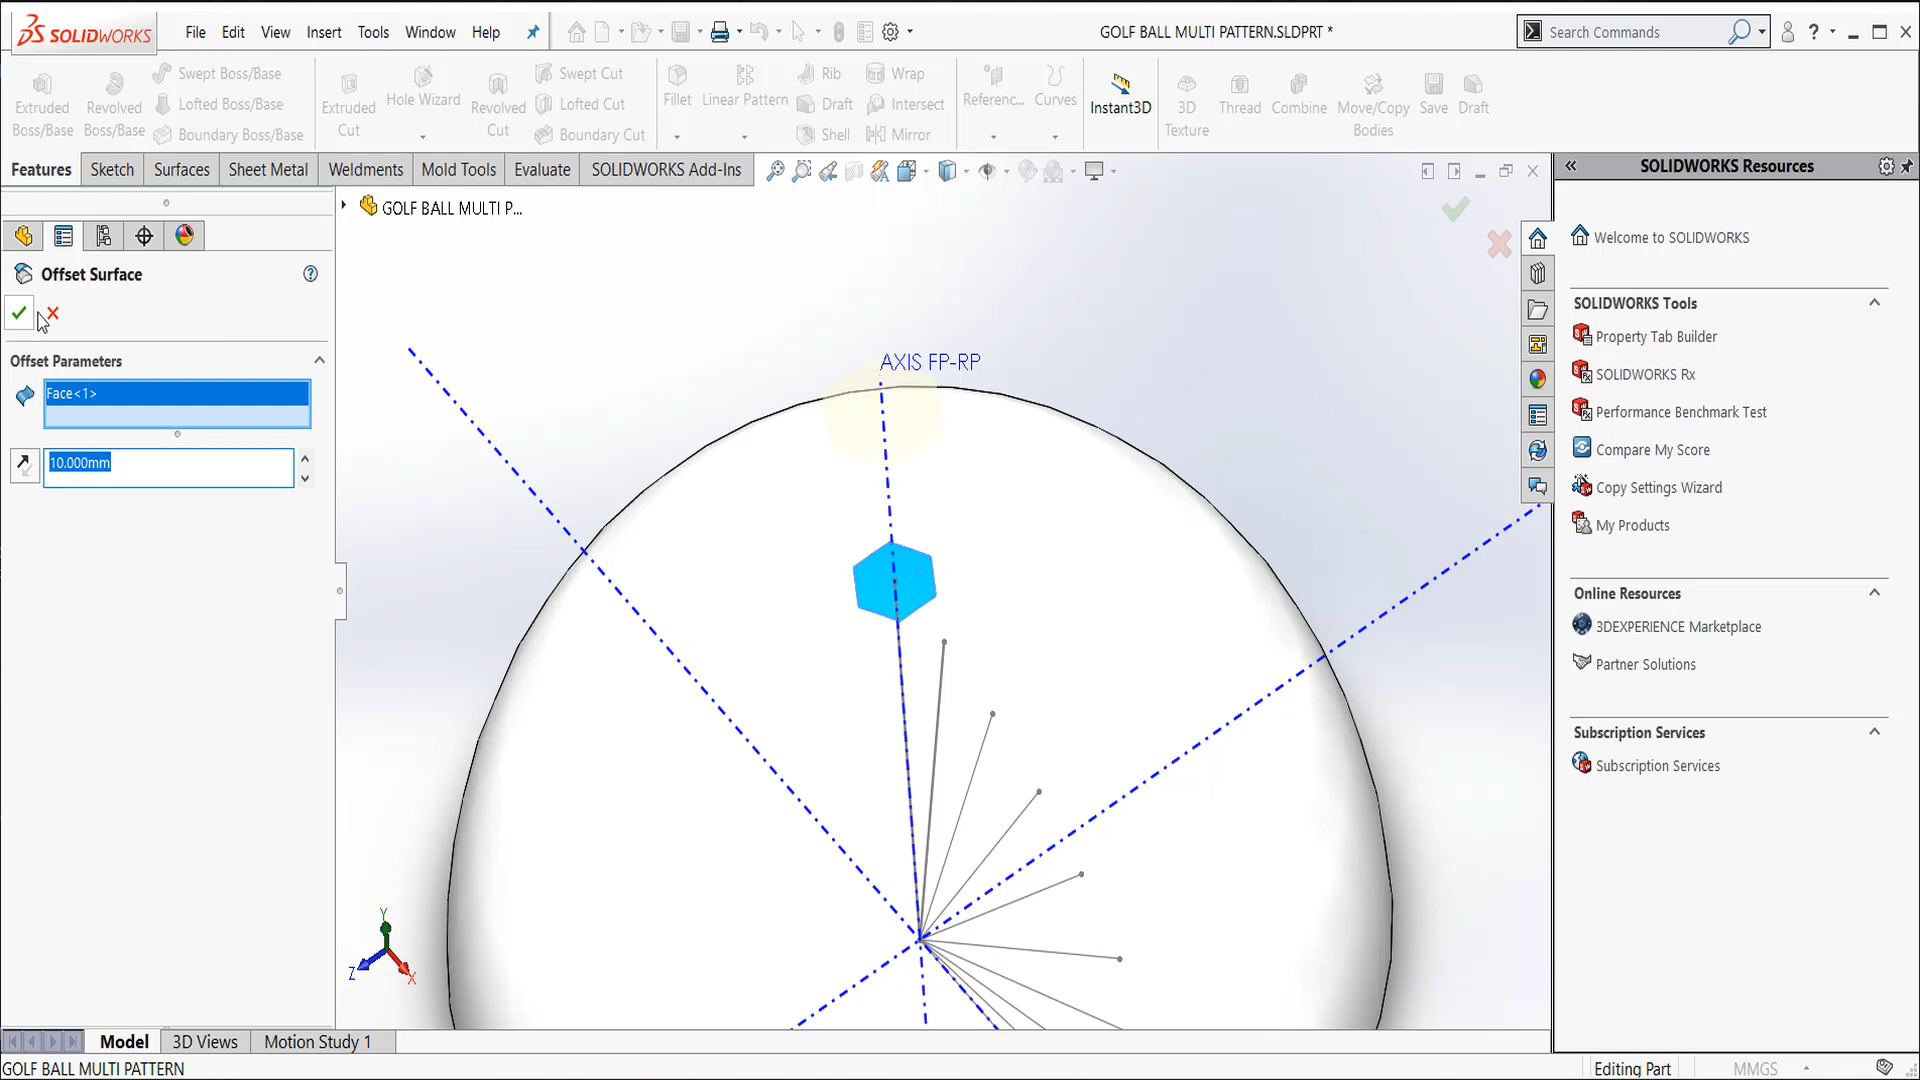 SOLIDWORKS
File Edit View Insert Tools Window Help
GOLF BALL MULTI PATTERN.SLDPRT *
Search Commands
?
Extruded Boss/Base
Revolved Boss/Base
Swept Boss/Base
Lofted Boss/Base
Boundary Boss/Base
Extruded Cut
Hole Wizard
Revolved Cut
Swept Cut
Lofted Cut
Boundary Cut
Fillet
Linear Pattern
Rib
Draft
Shell
Wrap
Intersect
Mirror
Referenc...
Curves
Instant3D
3D Texture
Thread
Combine
Move/Copy Bodies
Save
Draft
Features Sketch Surfaces Sheet Metal Weldments Mold Tools Evaluate SOLIDWORKS Add-Ins
GOLF BALL MULTI P...
Offset Surface
Offset Parameters
Face<1>
10.000mm
AXIS FP-RP
Y
Z
X
SOLIDWORKS Resources
Welcome to SOLIDWORKS
SOLIDWORKS Tools
Property Tab Builder
SOLIDWORKS Rx
Performance Benchmark Test
Compare My Score
Copy Settings Wizard
My Products
Online Resources
3DEXPERIENCE Marketplace
Partner Solutions
Subscription Services
Subscription Services
Model 3D Views Motion Study 1
GOLF BALL MULTI PATTERN
Editing Part
MMGS